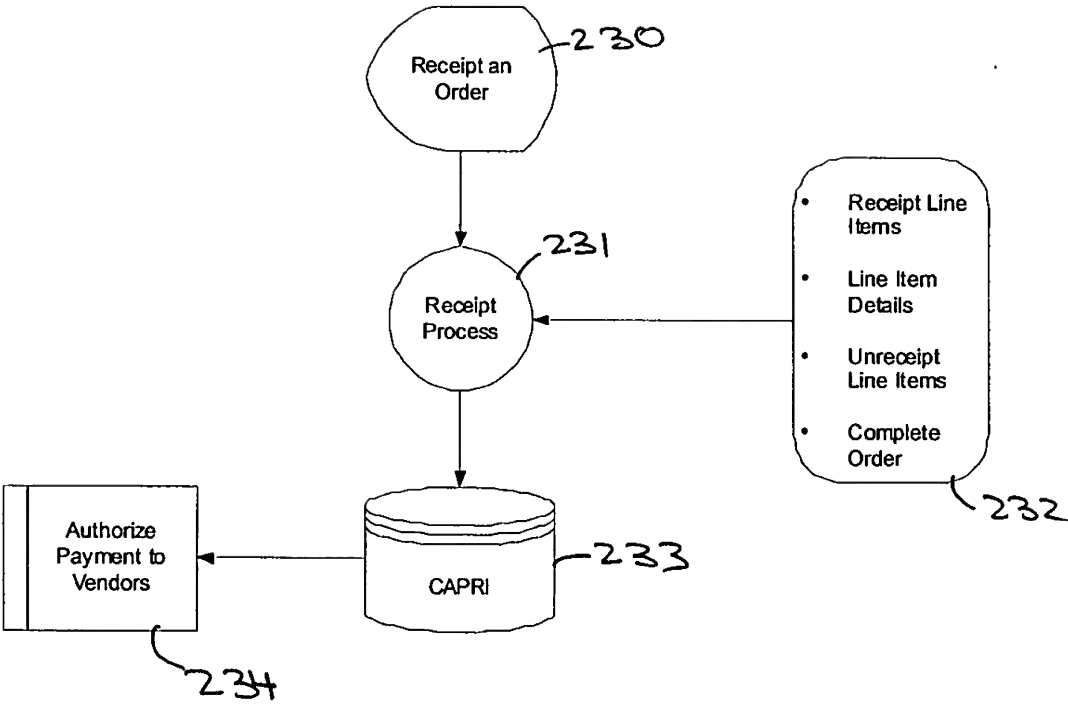 230
Receipt an
Order
231
Receipt
Process
• Receipt Line
Items
• Line Item
Details
• Unreceipt
Line Items
• Complete
Order
232
Authorize
Payment to
Vendors
CAPRI
233
234